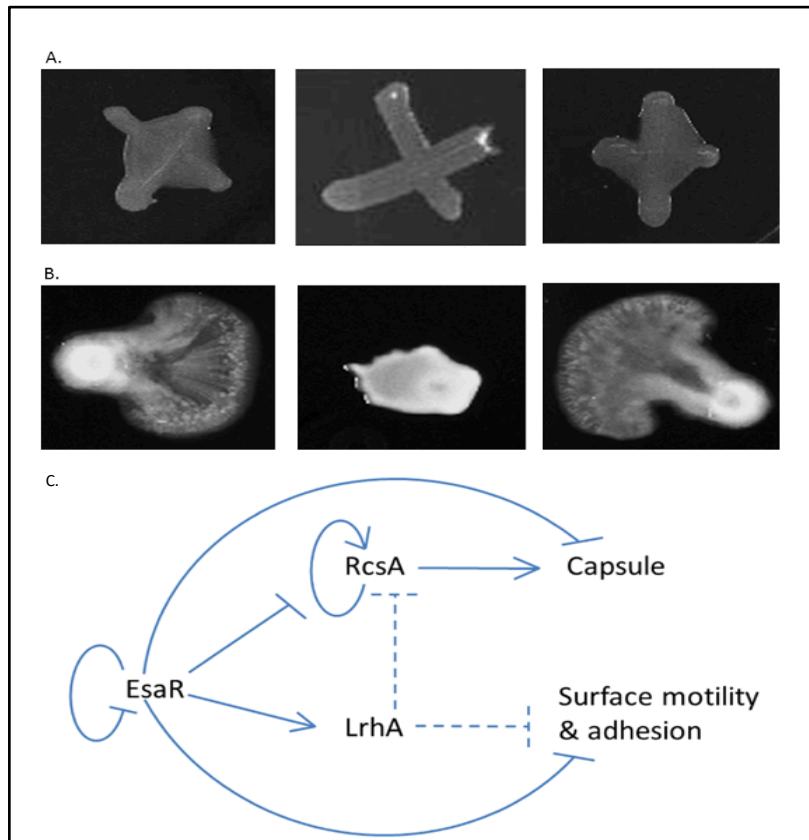 A.
B.
C.
RcsA
Capsule
EsaR
LrhA
Surface motility
& adhesion